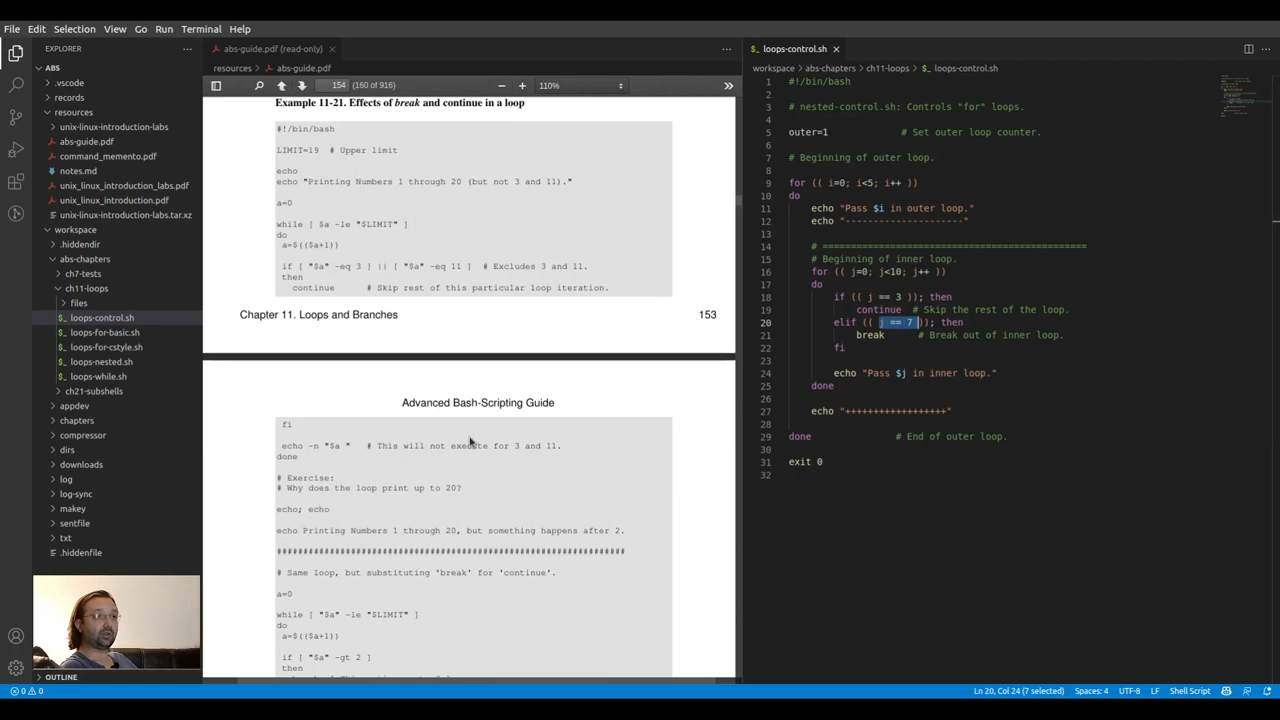 File Edit Selection View Go Run Terminal Help
EXPLORER
ABS
.vscode
records
resources
unix-linux-introduction-labs
abs-guide.pdf
command_memento.pdf
notes.md
unix_linux_introduction_labs.pdf
unix_linux_introduction.pdf
unix-linux-introduction-labs.tar.xz
workspace
.hiddendir
abs-chapters
ch7-tests
ch11-loops
files
loops-control.sh
loops-for-basic.sh
loops-for-cstyle.sh
loops-nested.sh
loops-while.sh
ch21-subshells
appdev
chapters
compressor
dirs
downloads
log
log-sync
makey
sentfile
txt
.hiddenfile
OUTLINE
abs-guide.pdf (read-only)
resources > abs-guide.pdf
154 (160 of 916) 110%
Example 11-21. Effects of break and continue in a loop
#!/bin/bash
LIMIT=19 # Upper limit
echo
echo "Printing Numbers 1 through 20 (but not 3 and 11)."
a=0
while [ $a -le "$LIMIT" ]
do
a=$(($a+1))
if [ "$a" -eq 3 ] || [ "$a" -eq 11 ] # Excludes 3 and 11.
then
continue # Skip rest of this particular loop iteration.
Chapter 11. Loops and Branches 153
Advanced Bash-Scripting Guide
fi
echo -n "$a " # This will not execute for 3 and 11.
done
# Exercise:
# Why does the loop print up to 20?
echo; echo
echo Printing Numbers 1 through 20, but something happens after 2.
##################################################################
# Same loop, but substituting 'break' for 'continue'.
a=0
while [ "$a" -le "$LIMIT" ]
do
a=$(($a+1))
if [ "$a" -gt 2 ]
then
loops-control.sh
workspace > abs-chapters > ch11-loops > loops-control.sh
1 #!/bin/bash
2
3 # nested-control.sh: Controls "for" loops.
4
5 outer=1 # Set outer loop counter.
6
7 # Beginning of outer loop.
8
9 for (( i=0; i<5; i++ ))
10 do
11 echo "Pass $i in outer loop."
12 echo "---------------------"
13
14 # ===============================================
15 # Beginning of inner loop.
16 for (( j=0; j<10; j++ ))
17 do
18 if (( j == 3 )); then
19 continue # Skip the rest of the loop.
20 elif (( j == 7 )); then
21 break # Break out of inner loop.
22 fi
23
24 echo "Pass $j in inner loop."
25 done
26
27 echo "++++++++++++++++++"
28
29 done # End of outer loop.
30
31 exit 0
32
0 0 Ln 20, Col 24 (7 selected) Spaces: 4 UTF-8 LF Shell Script